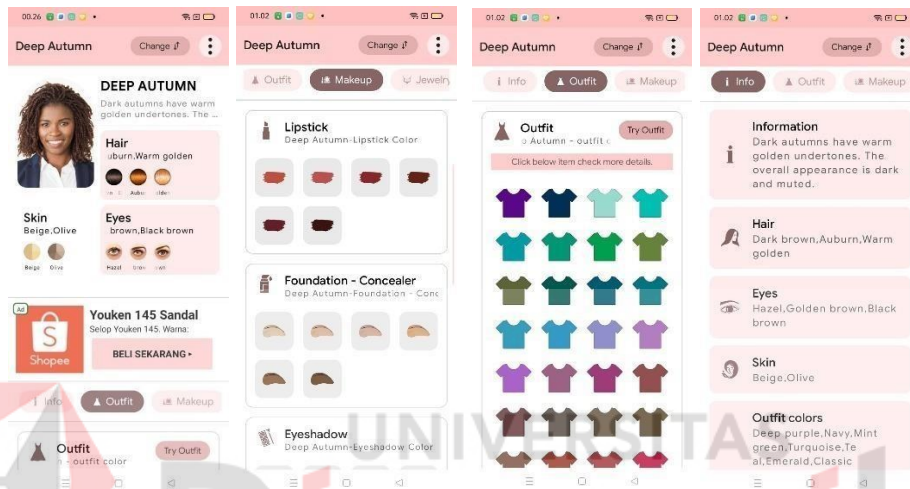 00.26
Deep Autumn
Change
DEEP AUTUMN
Dark autumns have warm
golden undertones. The ...
Hair
uburn,Warm golden
Skin
Beige,Olive
Beige Olive
Eyes
brown,Black brown
Hazel
Ad
Shopee
Youken 145 Sandal
Selop Youken 145. Warna:
BELI SEKARANG
Info Outfit Makeup
Outfit
- outfit color
Try Outfit
01.02
Deep Autumn
Change
Outfit Makeup Jewelry
Lipstick
Deep Autumn-Lipstick Color
Foundation - Concealer
Deep Autumn-Foundation - Conc
Eyeshadow
Deep Autumn-Eyeshadow Color
01.02
Deep Autumn
Change
Info Outfit Makeup
Outfit
Autumn - outfit c
Try Outfit
Click below item check more details.
01.02
Deep Autumn
Change
Info Outfit Makeup
Information
Dark autumns have warm
golden undertones. The
overall appearance is dark
and muted.
Hair
Dark brown,Auburn,Warm
golden
Eyes
Hazel,Golden brown,Black
brown
Skin
Beige,Olive
Outfit colors
Deep purple,Navy,Mint
green,Turquoise,Te
al,Emerald,Classic
UNIVERSITAS